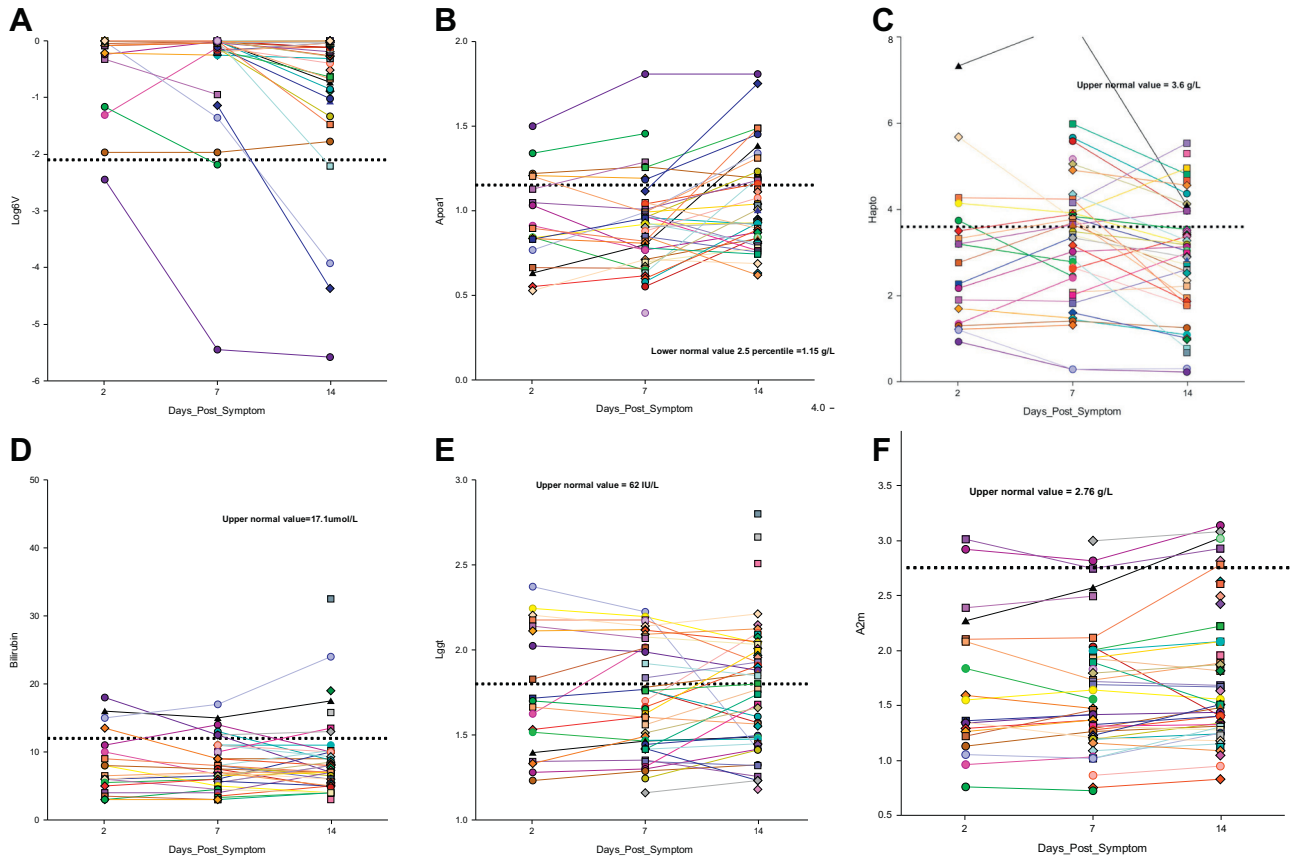 A
0
-1
-2
-3
-4
-5
-6
Log6V
2
7
14
Days_Post_Symptom
B
2.0
1.5
1.0
0.5
0.0
Apoa1
Lower normal value 2.5 percentile =1.15 g/L
2
7
14
Days_Post_Symptom
4.0 –
C
8
6
4
2
0
Hapto
Upper normal value = 3.6 g/L
2
7
14
Days_Post_Symptom
D
50
40
30
20
10
0
Bilirubin
Upper normal value=17.1umol/L
2
7
14
Days_Post_Symptom
E
3.0
2.5
2.0
1.5
1.0
Lggt
Upper normal value = 62 IU/L
2
7
14
Days_Post_Symptom
F
3.5
3.0
2.5
2.0
1.5
1.0
0.5
A2m
Upper normal value = 2.76 g/L
2
7
14
Days_Post_Symptom